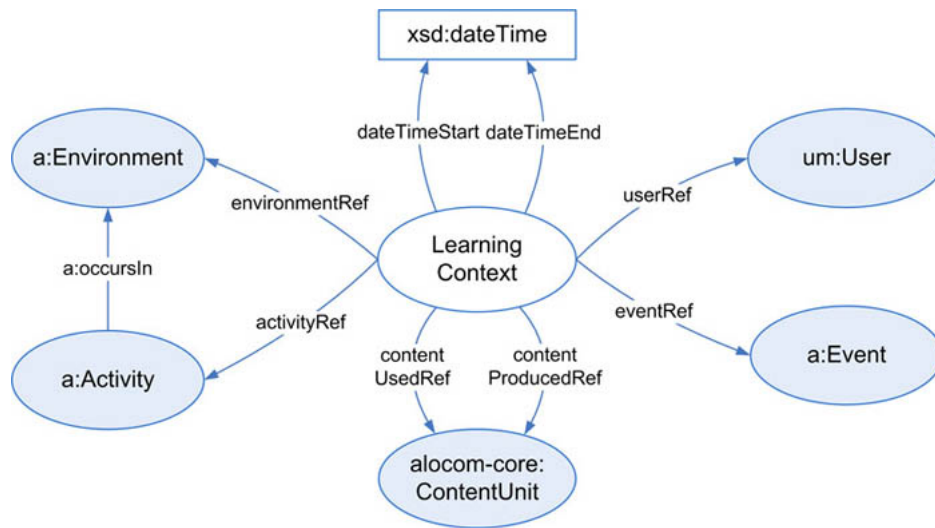 xsd:dateTime
dateTimeStart
dateTimeEnd
a:Environment
um:User
environmentRef
userRef
Learning
Context
a:occursIn
activityRef
eventRef
a:Activity
a:Event
content
UsedRef
content
ProducedRef
alocom-core:
ContentUnit